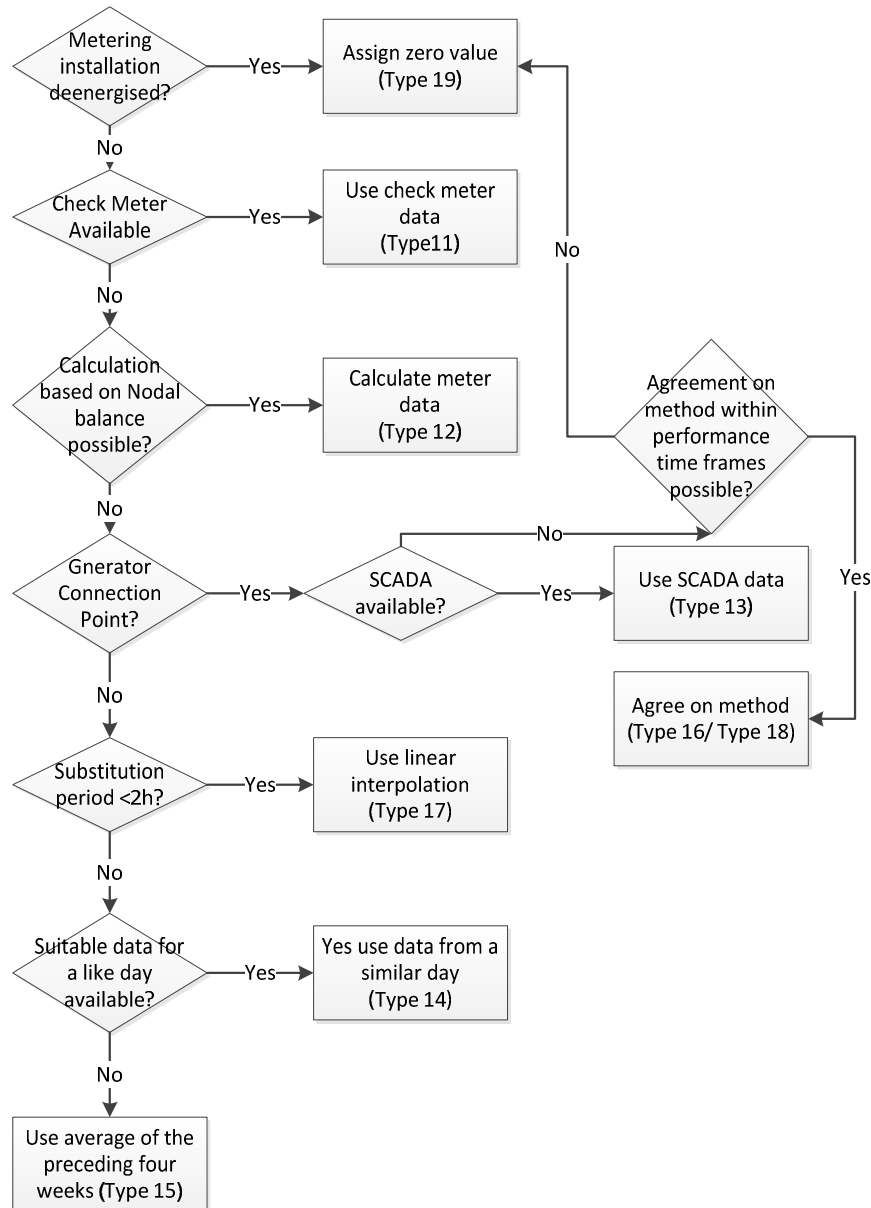 Metering
installation
deenergised?
Yes
Assign zero value
(Type 19)
No
Check Meter
Available
Yes
Use check meter
data
(Type11)
No
No
Calculation
based on Nodal
balance
possible?
Yes
Calculate meter
data
(Type 12)
Agreement on
method within
performance
time frames
possible?
No
No
Gnerator
Connection
Point?
Yes
SCADA
available?
Yes
Use SCADA data
(Type 13)
Yes
No
Agree on method
(Type 16/ Type 18)
Substitution
period <2h?
Yes
Use linear
interpolation
(Type 17)
No
Suitable data for
a like day
available?
Yes
Yes use data from a
similar day
(Type 14)
No
Use average of the
preceding four
weeks (Type 15)